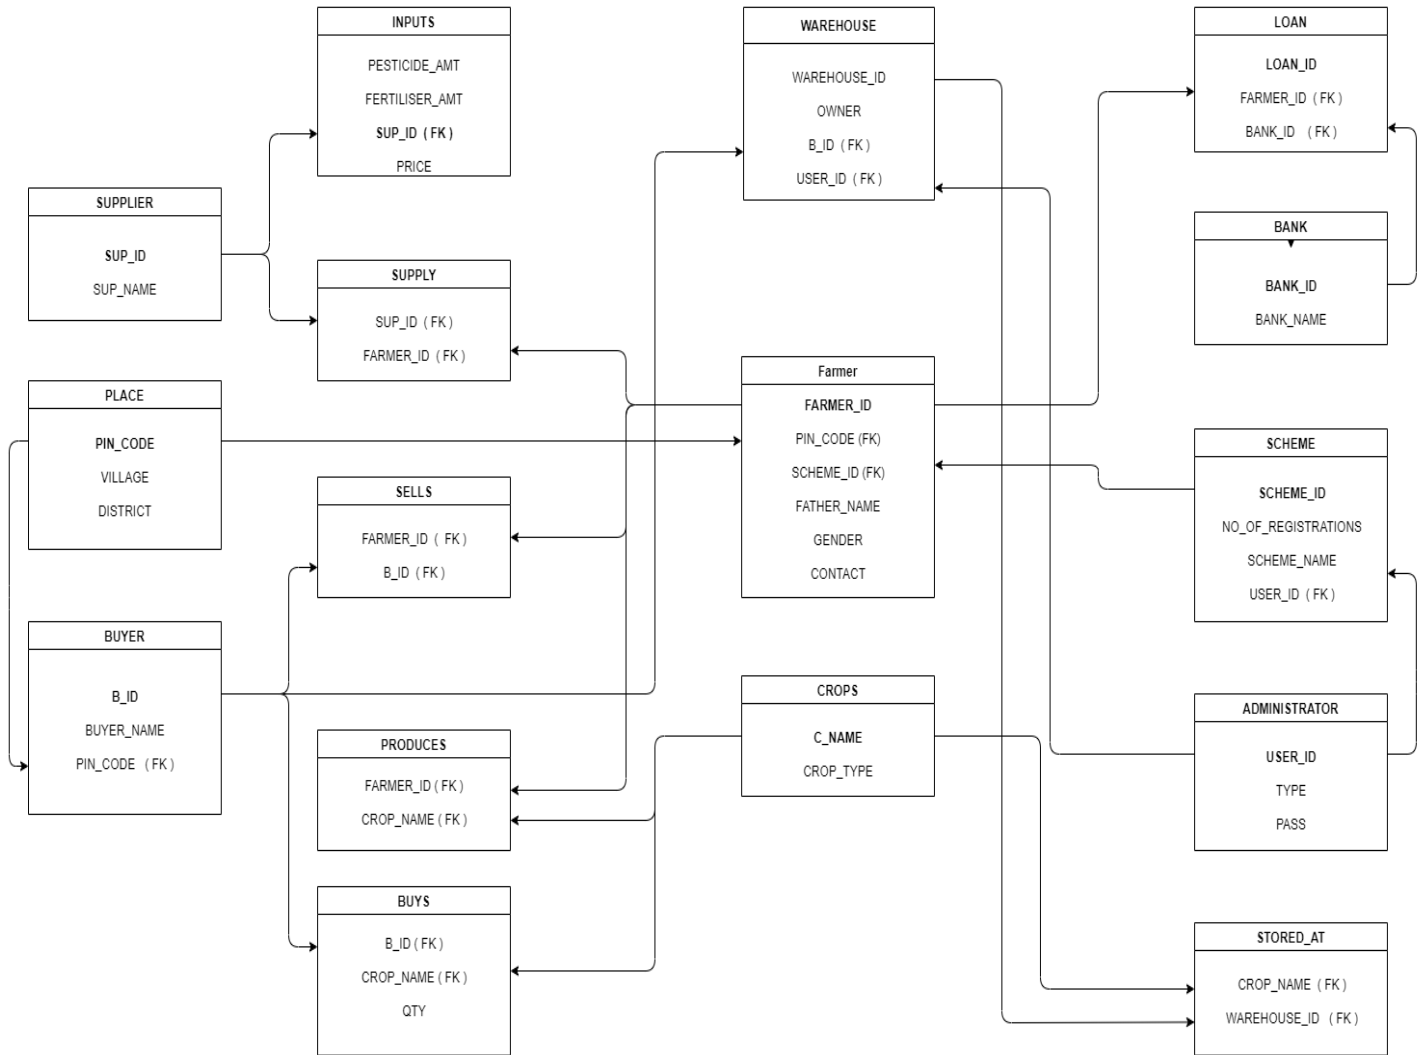 INPUTS
PESTICIDE_AMT
FERTILISER_AMT
SUP_ID ( FK )
PRICE
WAREHOUSE
WAREHOUSE_ID
OWNER
B_ID ( FK )
USER_ID ( FK )
LOAN
LOAN_ID
FARMER_ID ( FK )
BANK_ID ( FK )
SUPPLIER
SUP_ID
SUP_NAME
SUPPLY
SUP_ID ( FK )
FARMER_ID ( FK )
BANK
BANK_ID
BANK_NAME
PLACE
PIN_CODE
VILLAGE
DISTRICT
Farmer
FARMER_ID
PIN_CODE (FK)
SCHEME_ID (FK)
FATHER_NAME
GENDER
CONTACT
SELLS
FARMER_ID ( FK )
B_ID ( FK )
SCHEME
SCHEME_ID
NO_OF_REGISTRATIONS
SCHEME_NAME
USER_ID ( FK )
BUYER
B_ID
BUYER_NAME
PIN_CODE ( FK )
PRODUCES
FARMER_ID ( FK )
CROP_NAME ( FK )
CROPS
C_NAME
CROP_TYPE
ADMINISTRATOR
USER_ID
TYPE
PASS
BUYS
B_ID ( FK )
CROP_NAME ( FK )
QTY
STORED_AT
CROP_NAME ( FK )
WAREHOUSE_ID ( FK )